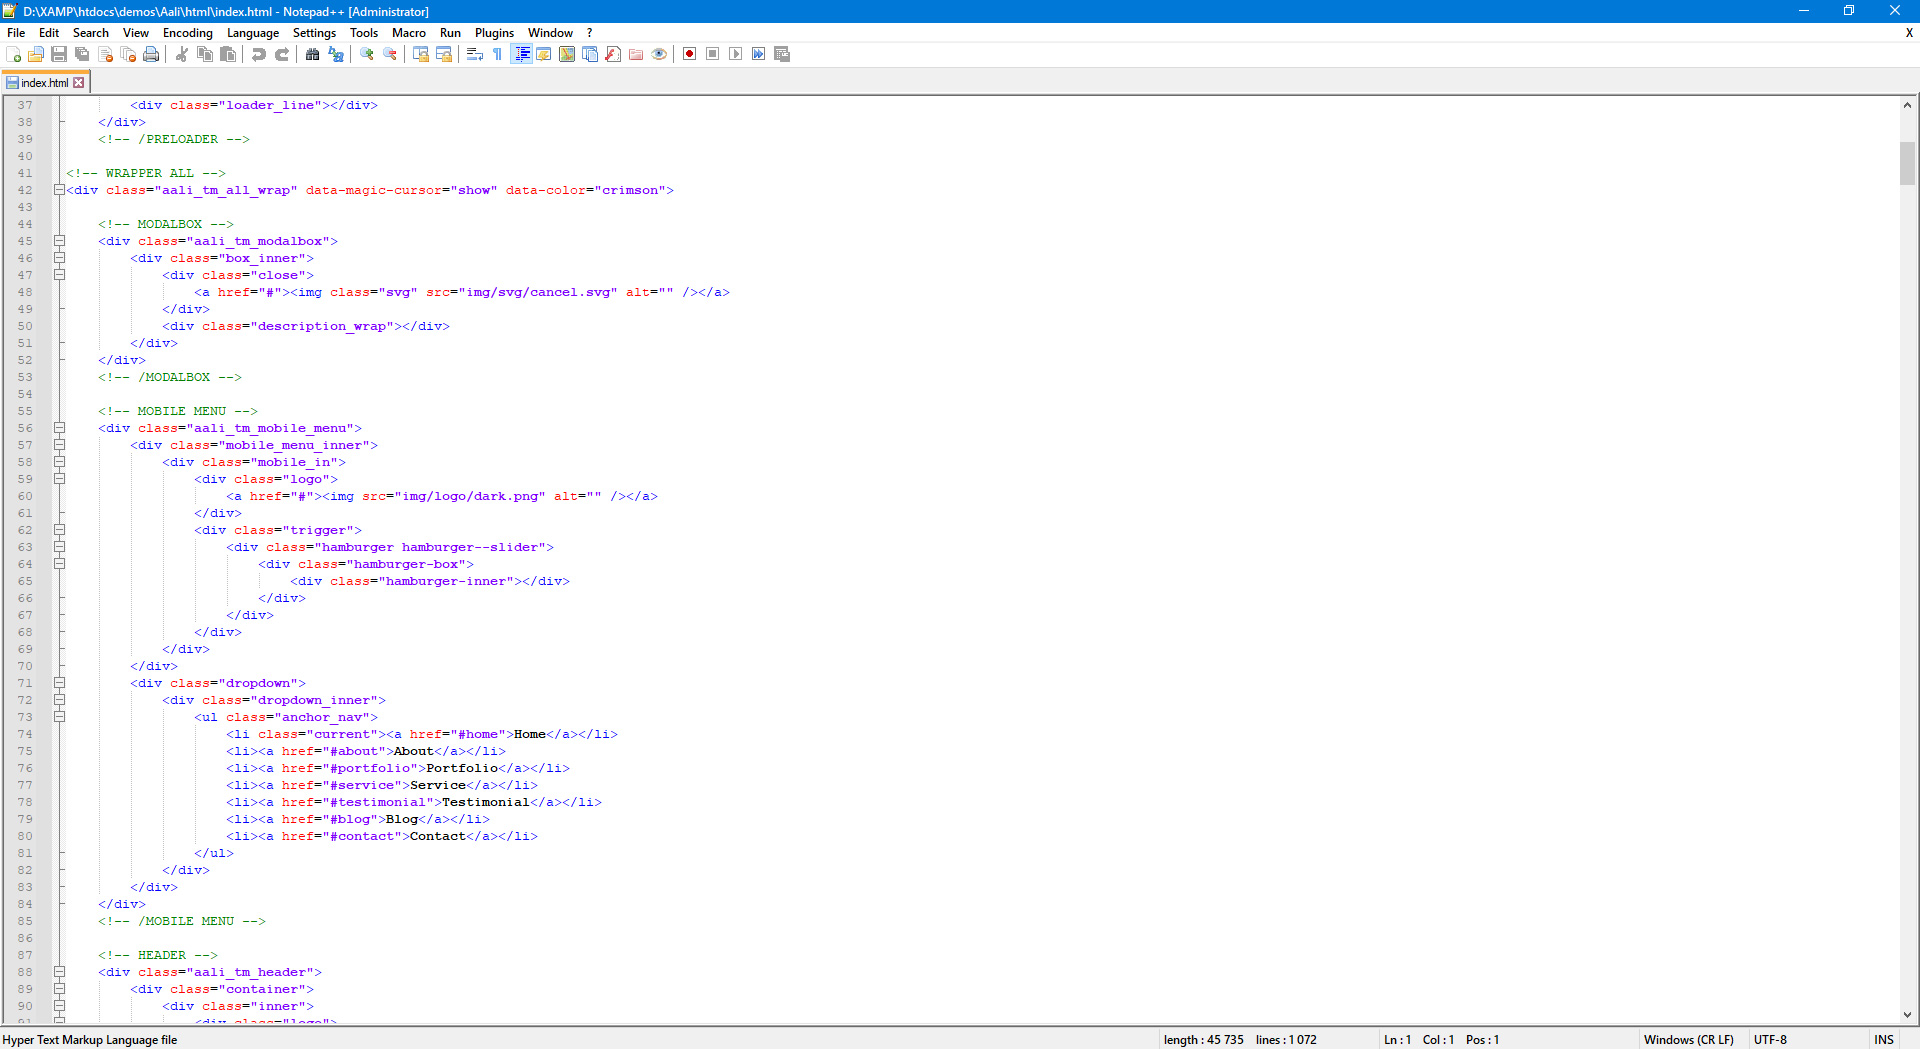 D:\XAMP\htdocs\demos\Aali\html\index.html - Notepad++ [Administrator]
File Edit Search View Encoding Language Settings Tools Macro Run Plugins Window ? X
index.html
37 <div class="loader_line"></div>
38 </div>
39 <!-- /PRELOADER -->
40
41 <!-- WRAPPER ALL -->
42 <div class="aali_tm_all_wrap" data-magic-cursor="show" data-color="crimson">
43
44 <!-- MODALBOX -->
45 <div class="aali_tm_modalbox">
46 <div class="box_inner">
47 <div class="close">
48 <a href="#"><img class="svg" src="img/svg/cancel.svg" alt="" /></a>
49 </div>
50 <div class="description_wrap"></div>
51 </div>
52 </div>
53 <!-- /MODALBOX -->
54
55 <!-- MOBILE MENU -->
56 <div class="aali_tm_mobile_menu">
57 <div class="mobile_menu_inner">
58 <div class="mobile_in">
59 <div class="logo">
60 <a href="#"><img src="img/logo/dark.png" alt="" /></a>
61 </div>
62 <div class="trigger">
63 <div class="hamburger hamburger--slider">
64 <div class="hamburger-box">
65 <div class="hamburger-inner"></div>
66 </div>
67 </div>
68 </div>
69 </div>
70 </div>
71 <div class="dropdown">
72 <div class="dropdown_inner">
73 <ul class="anchor_nav">
74 <li class="current"><a href="#home">Home</a></li>
75 <li><a href="#about">About</a></li>
76 <li><a href="#portfolio">Portfolio</a></li>
77 <li><a href="#service">Service</a></li>
78 <li><a href="#testimonial">Testimonial</a></li>
79 <li><a href="#blog">Blog</a></li>
80 <li><a href="#contact">Contact</a></li>
81 </ul>
82 </div>
83 </div>
84 </div>
85 <!-- /MOBILE MENU -->
86
87 <!-- HEADER -->
88 <div class="aali_tm_header">
89 <div class="container">
90 <div class="inner">
91 <div class="logo">
Hyper Text Markup Language file length : 45 735 lines : 1 072 Ln : 1 Col : 1 Pos : 1 Windows (CR LF) UTF-8 INS